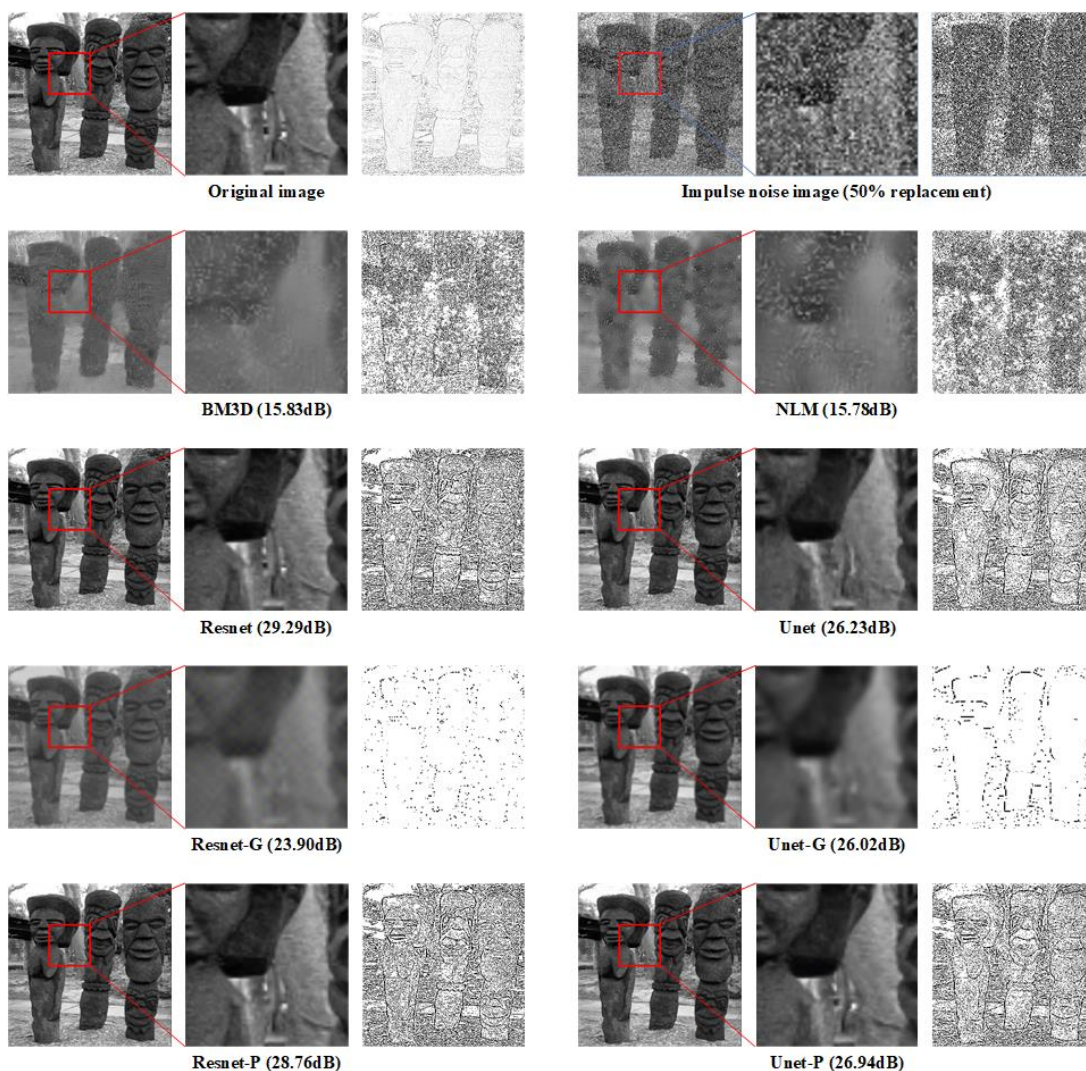 Original image
Impulse noise image (50% replacement)
BM3D (15.83dB)
NLM (15.78dB)
Resnet (29.29dB)
Unet (26.23dB)
Resnet-G (23.90dB)
Unet-G (26.02dB)
Resnet-P (28.76dB)
Unet-P (26.94dB)